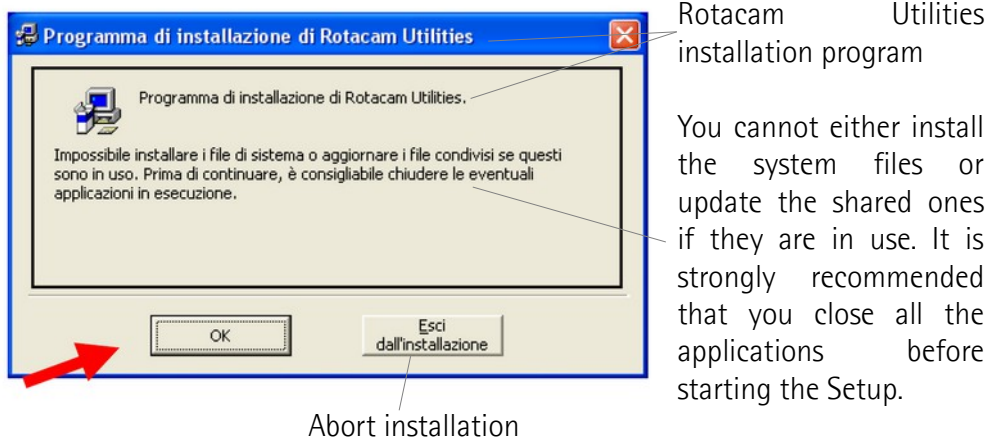 Programma di installazione di Rotacam Utilities
Programma di installazione di Rotacam Utilities.
Impossibile installare i file di sistema o aggiornare i file condivisi se questi
sono in uso. Prima di continuare, è consigliabile chiudere le eventuali
applicazioni in esecuzione.
OK
Esci
dall'installazione
Abort installation
Rotacam Utilities
installation program
You cannot either install
the system files or
update the shared ones
if they are in use. It is
strongly recommended
that you close all the
applications before
starting the Setup.